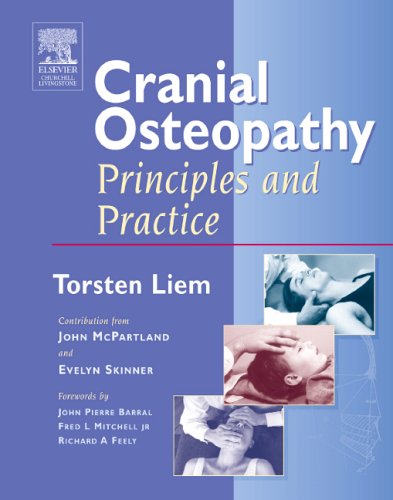 ELSEVIER
CHURCHILL
LIVINGSTONE
Cranial
Osteopathy
Principles and
Practice
Torsten Liem
Contribution from
JOHN MCPARTLAND
and
EVELYN SKINNER
Forewords by
JOHN PIERRE BARRAL
FRED L MITCHELL JR
RICHARD A FEELY